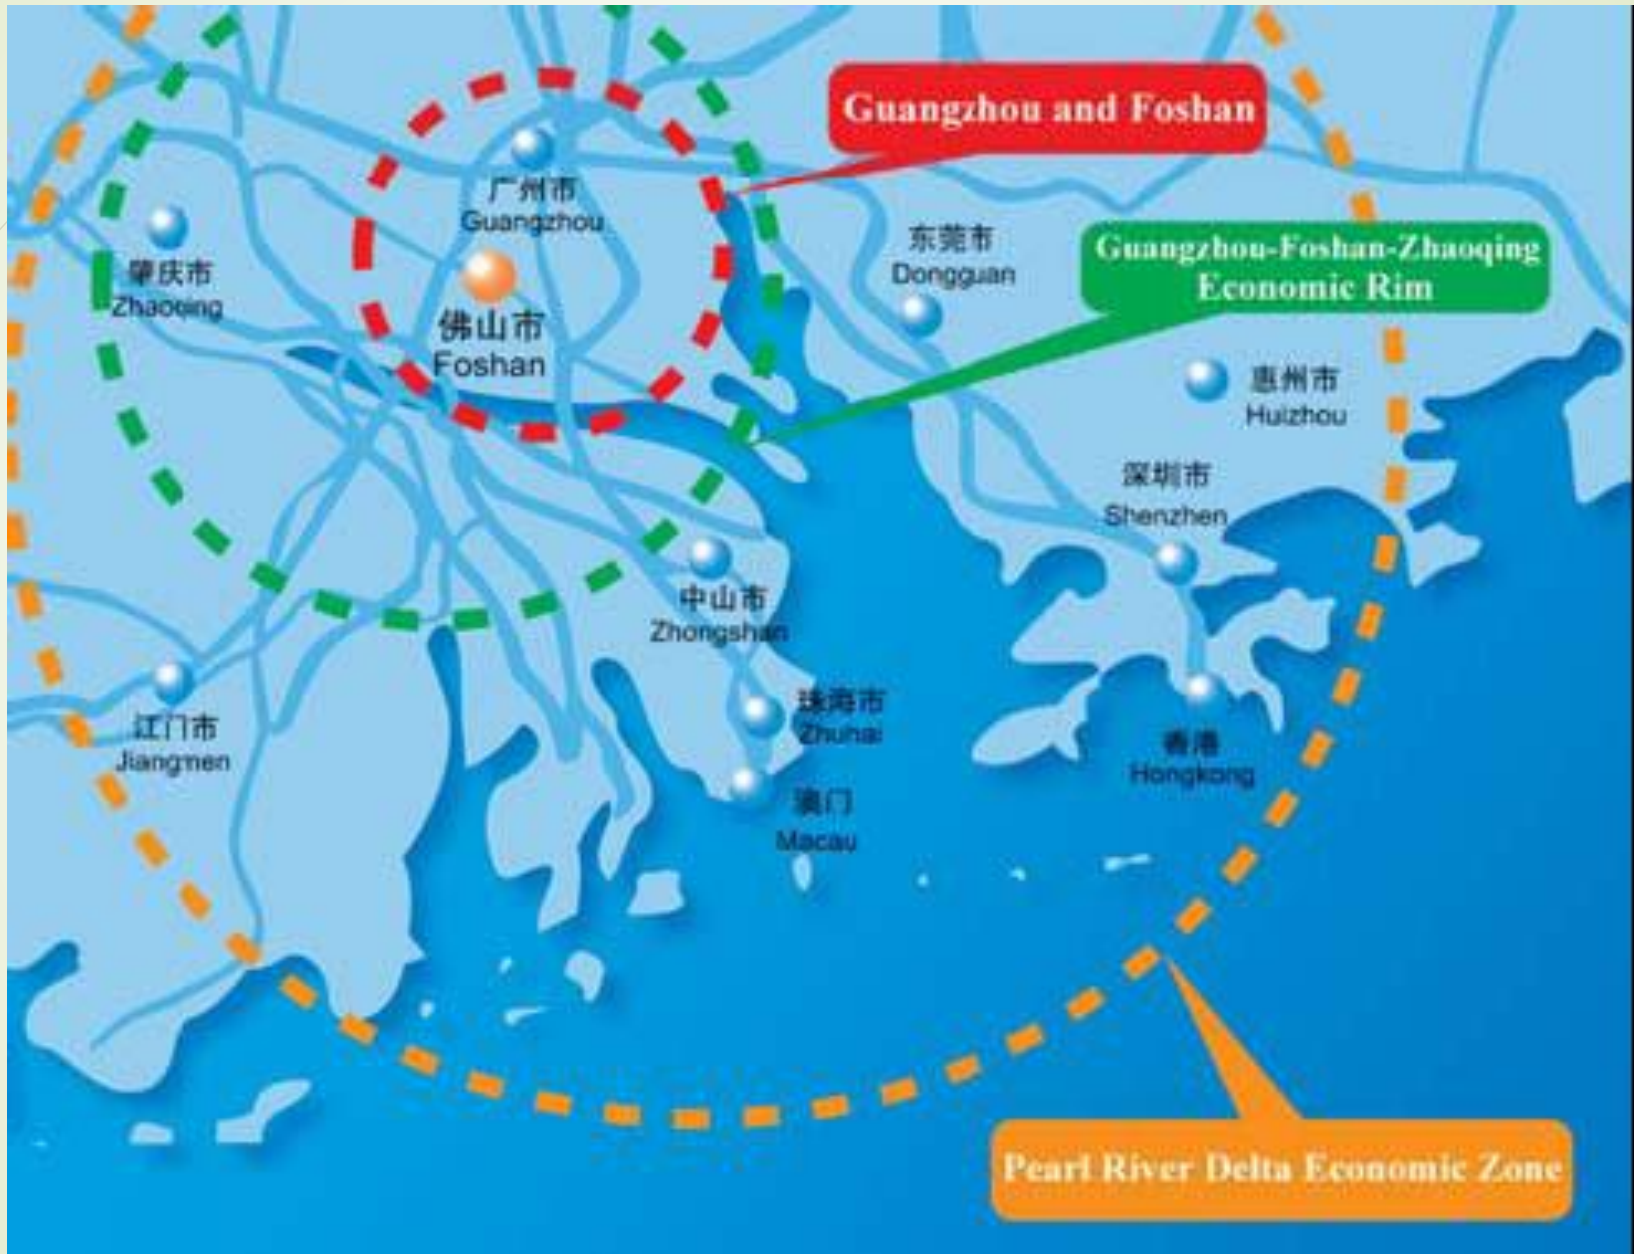 Guangzhou and Foshan
广州市
Guangzhou
Guangzhou-Foshan-Zhaoqing
Economic Rim
东莞市
Dongguan
肇庆市
Zhaoqing
佛山市
Foshan
惠州市
Huizhou
深圳市
Shenzhen
中山市
Zhongshan
珠海市
Zhuhai
江门市
Jiangmen
香港
Hongkong
澳门
Macau
Pearl River Delta Economic Zone